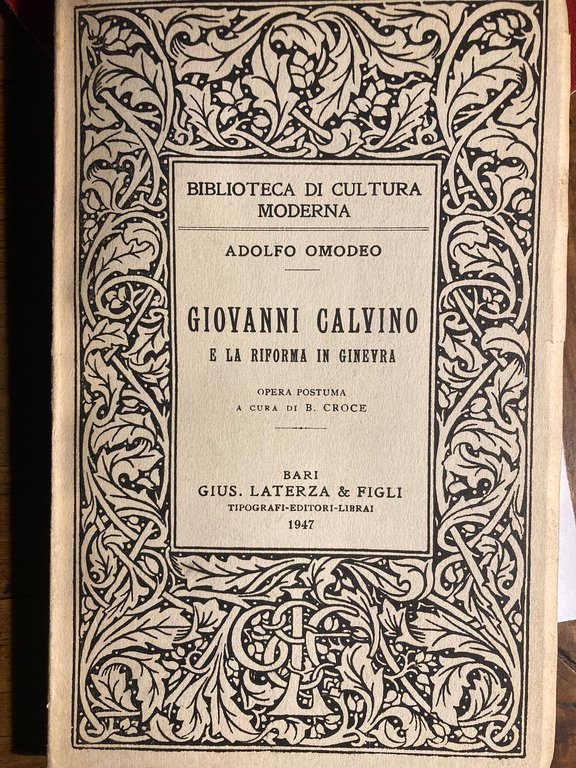 BIBLIOTECA DI CULTURA
MODERNA
ADOLFO OMODEO
GIOVANNI CALVINO
E LA RIFORMA IN GINEVRA
OPERA POSTUMA
A CURA DI B. CROCE
BARI
GIUS. LATERZA & FIGLI
TIPOGRAFI-EDITORI-LIBRAI
1947